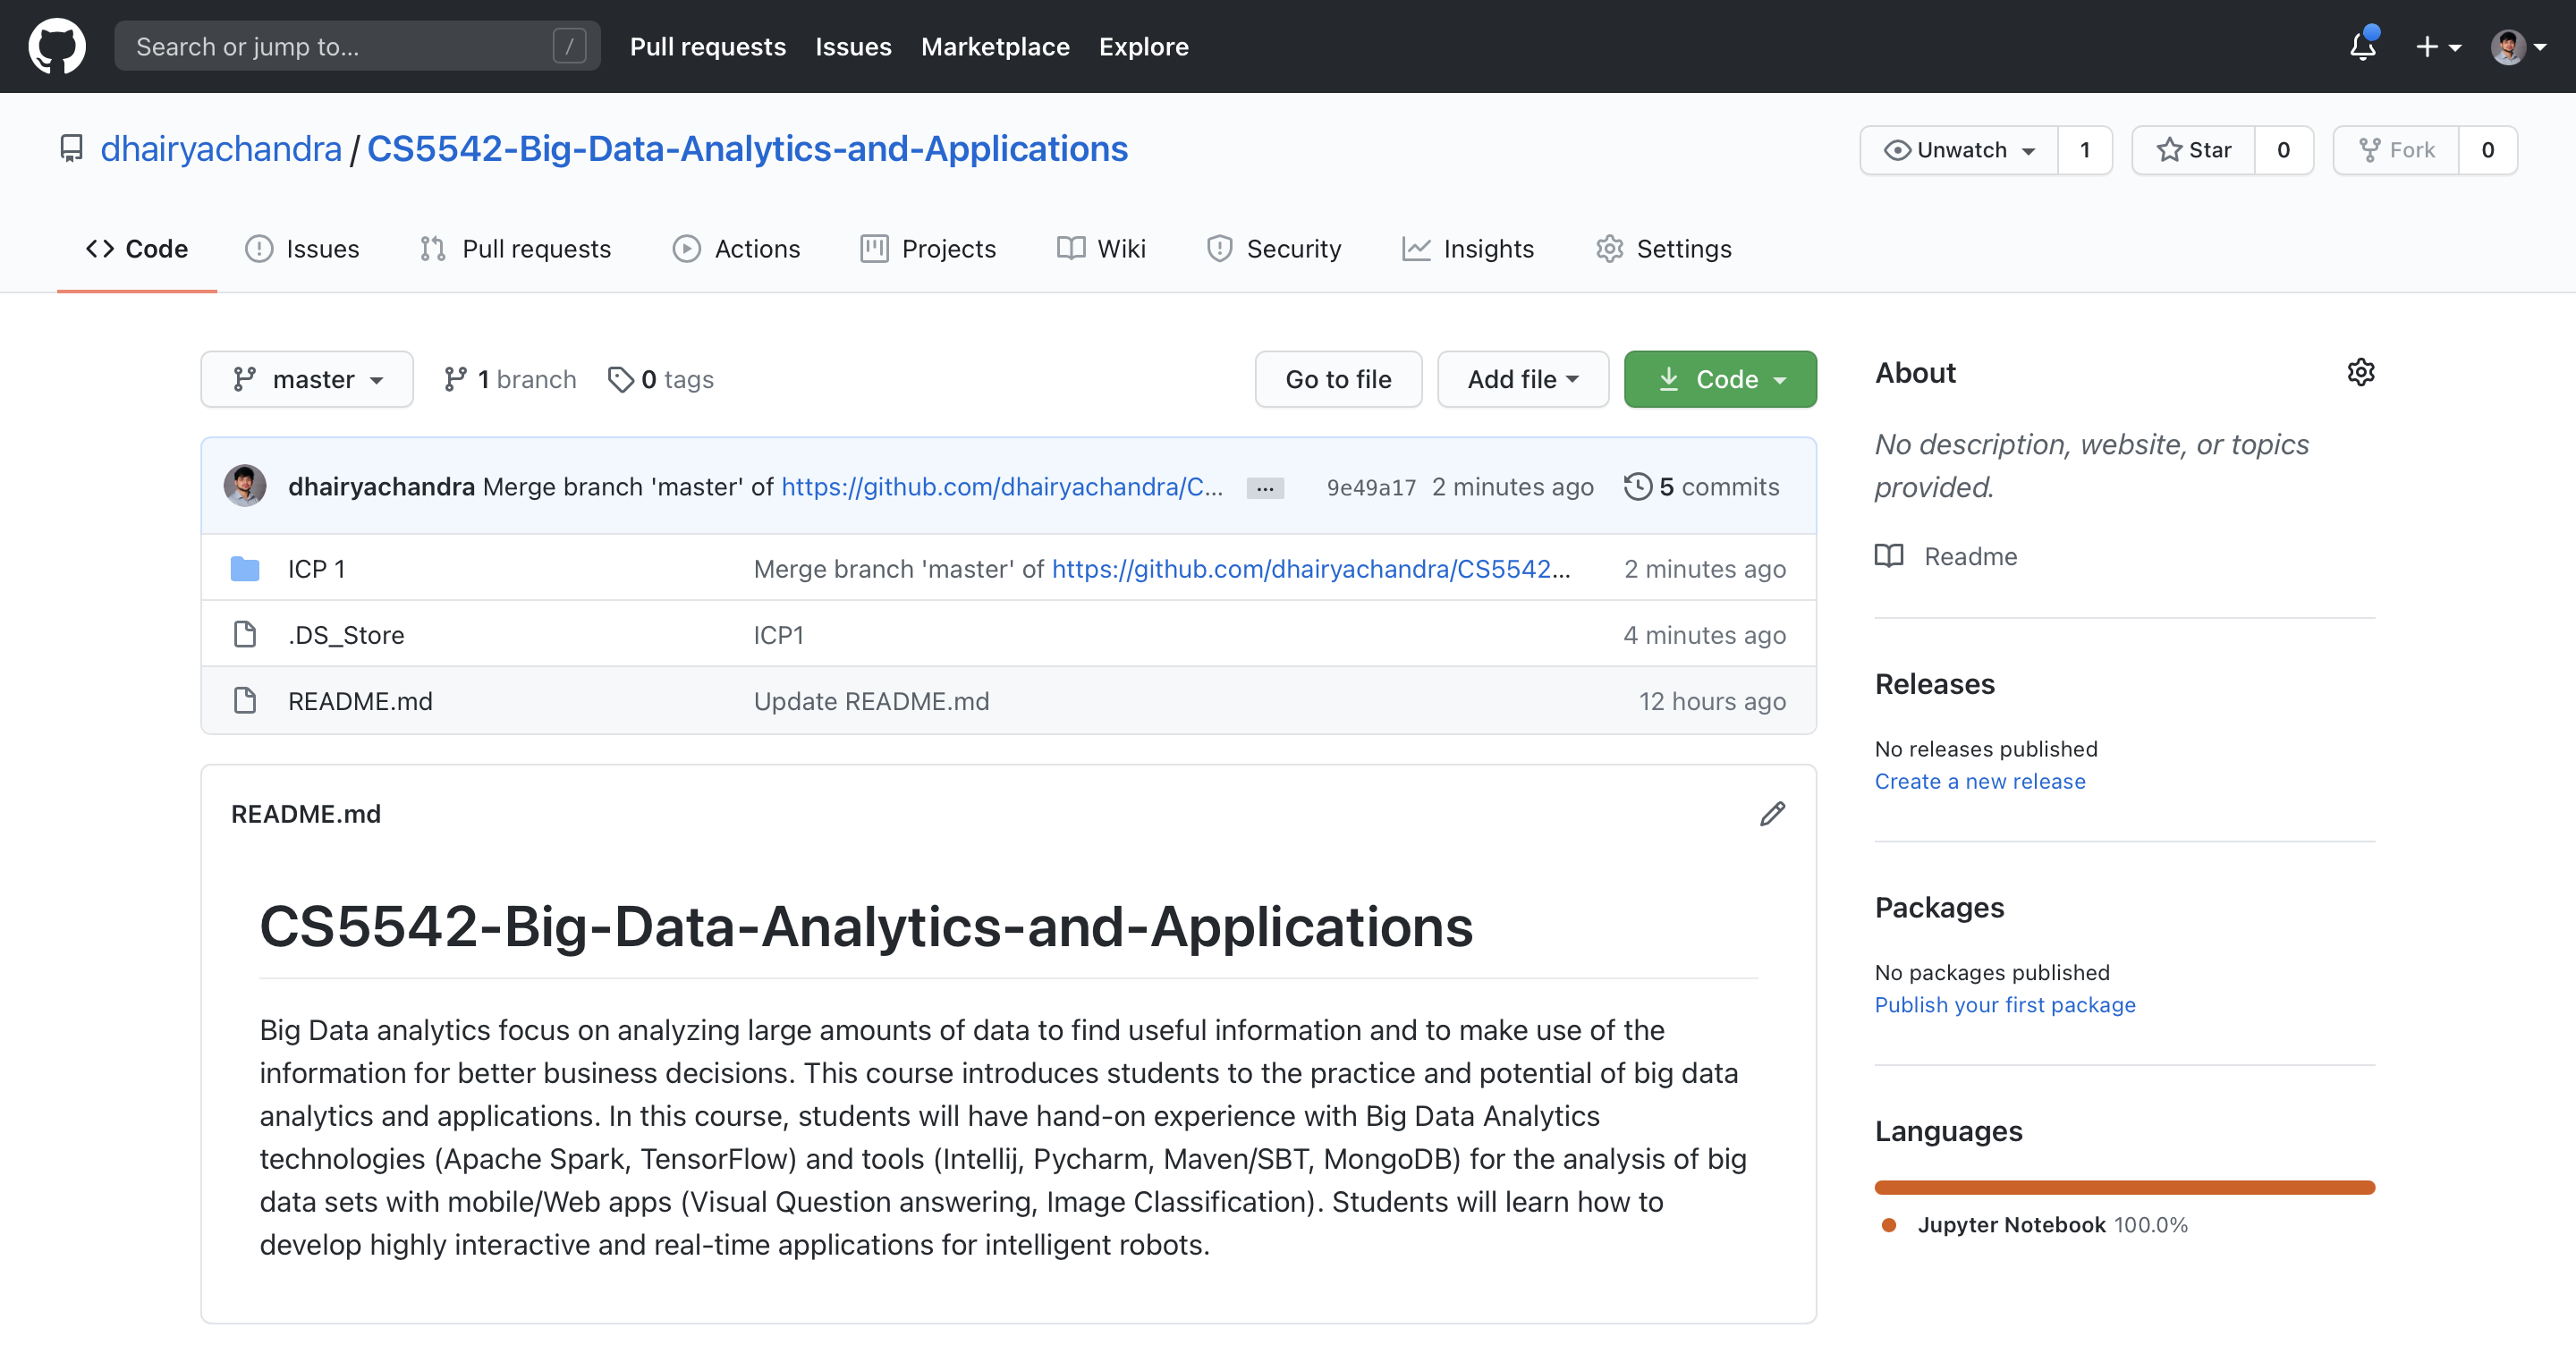 Search or jump to... / Pull requests Issues Marketplace Explore
dhairyachandra / CS5542-Big-Data-Analytics-and-Applications Unwatch 1 Star 0 Fork 0
Code Issues Pull requests Actions Projects Wiki Security Insights Settings
master 1 branch 0 tags Go to file Add file Code
dhairyachandra Merge branch 'master' of https://github.com/dhairyachandra/C... ... 9e49a17 2 minutes ago 5 commits
ICP 1 Merge branch 'master' of https://github.com/dhairyachandra/CS5542... 2 minutes ago
.DS_Store ICP1 4 minutes ago
README.md Update README.md 12 hours ago
README.md
CS5542-Big-Data-Analytics-and-Applications
Big Data analytics focus on analyzing large amounts of data to find useful information and to make use of the
information for better business decisions. This course introduces students to the practice and potential of big data
analytics and applications. In this course, students will have hand-on experience with Big Data Analytics
technologies (Apache Spark, TensorFlow) and tools (Intellij, Pycharm, Maven/SBT, MongoDB) for the analysis of big
data sets with mobile/Web apps (Visual Question answering, Image Classification). Students will learn how to
develop highly interactive and real-time applications for intelligent robots.
About
No description, website, or topics
provided.
Readme
Releases
No releases published
Create a new release
Packages
No packages published
Publish your first package
Languages
Jupyter Notebook 100.0%